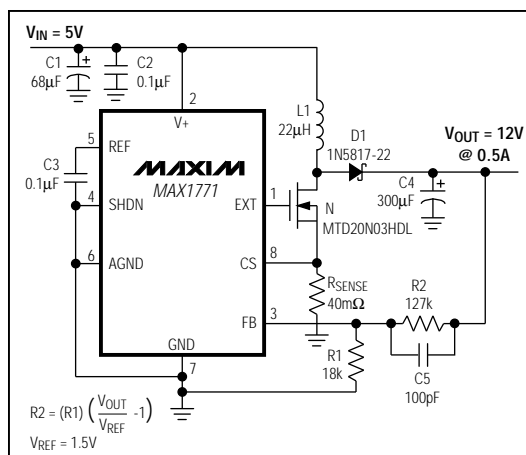 VIN = 5V
C1
68µF
C2
0.1µF
2
V+
L1
22µH
D1
1N5817-22
VOUT = 12V
@ 0.5A
5
REF
C3
0.1µF
MAXIM
MAX1771
4
SHDN
EXT
1
N
MTD20N03HDL
C4
300µF
6
AGND
CS
8
RSENSE
40mΩ
R2
127k
FB
3
GND
7
R1
18k
C5
100pF
R2 = (R1) (VOUT/VREF -1)
VREF = 1.5V